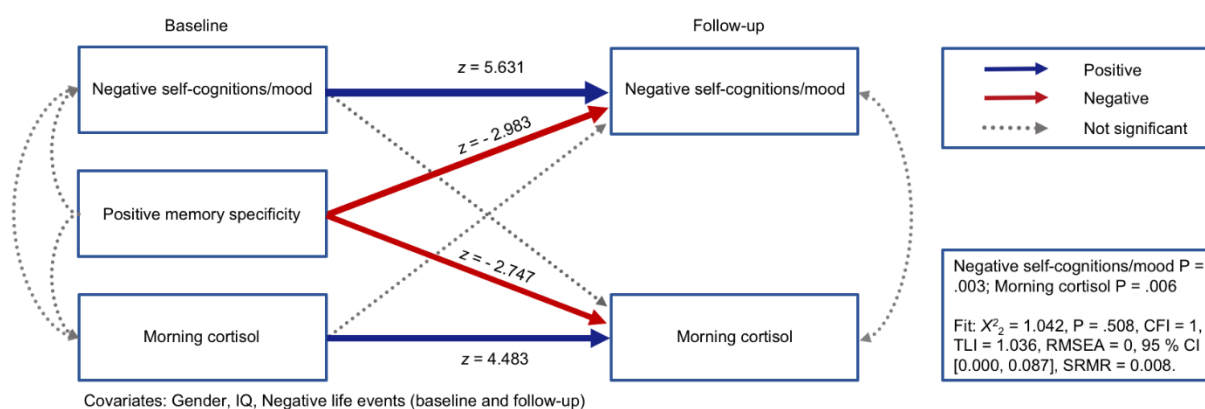 Baseline
Follow-up
Negative self-cognitions/mood
z = 5.631
Negative self-cognitions/mood
Positive
Negative
Not significant
z = - 2.983
Positive memory specificity
z = - 2.747
Negative self-cognitions/mood P =
.003; Morning cortisol P = .006
Fit: X²₂ = 1.042, P = .508, CFI = 1,
TLI = 1.036, RMSEA = 0, 95 % CI
[0.000, 0.087], SRMR = 0.008.
Morning cortisol
z = 4.483
Morning cortisol
Covariates: Gender, IQ, Negative life events (baseline and follow-up)